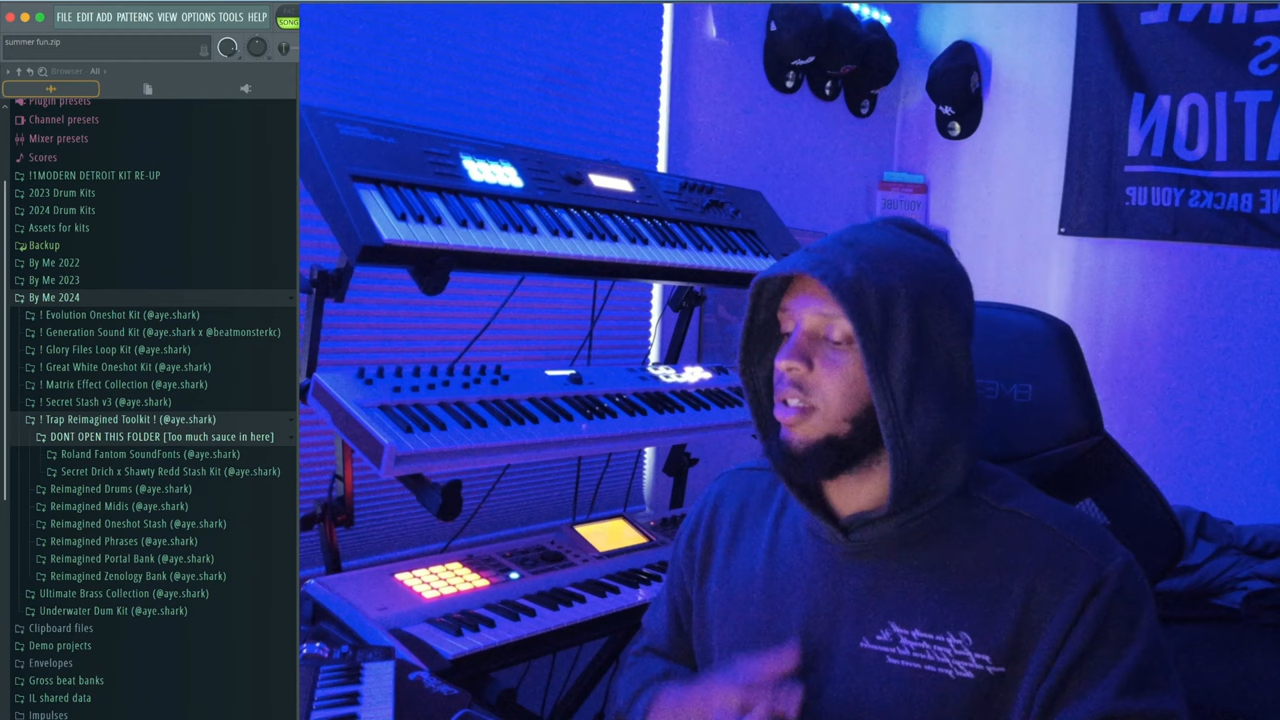 FILE EDIT ADD PATTERNS VIEW OPTIONS TOOLS HELP
SONG
summer fun.zip
Browser All
Plugin presets
Channel presets
Mixer presets
Scores
!1MODERN DETROIT KIT RE-UP
2023 Drum Kits
2024 Drum Kits
Assets for kits
Backup
By Me 2022
By Me 2023
By Me 2024
! Evolution Oneshot Kit (@aye.shark)
! Generation Sound Kit (@aye.shark x @beatmonsterkc)
! Glory Files Loop Kit (@aye.shark)
! Great White Oneshot Kit (@aye.shark)
! Matrix Effect Collection (@aye.shark)
! Secret Stash v3 (@aye.shark)
! Trap Reimagined Toolkit ! (@aye.shark)
DONT OPEN THIS FOLDER [Too much sauce in here]
Roland Fantom SoundFonts (@aye.shark)
Secret Drich x Shawty Redd Stash Kit (@aye.shark)
Reimagined Drums (@aye.shark)
Reimagined Midis (@aye.shark)
Reimagined Oneshot Stash (@aye.shark)
Reimagined Phrases (@aye.shark)
Reimagined Portal Bank (@aye.shark)
Reimagined Zenology Bank (@aye.shark)
Ultimate Brass Collection (@aye.shark)
Underwater Dum Kit (@aye.shark)
Clipboard files
Demo projects
Envelopes
Gross beat banks
IL shared data
Impulses
YOUTUBE
ATION
NE BACKS YOU UP.